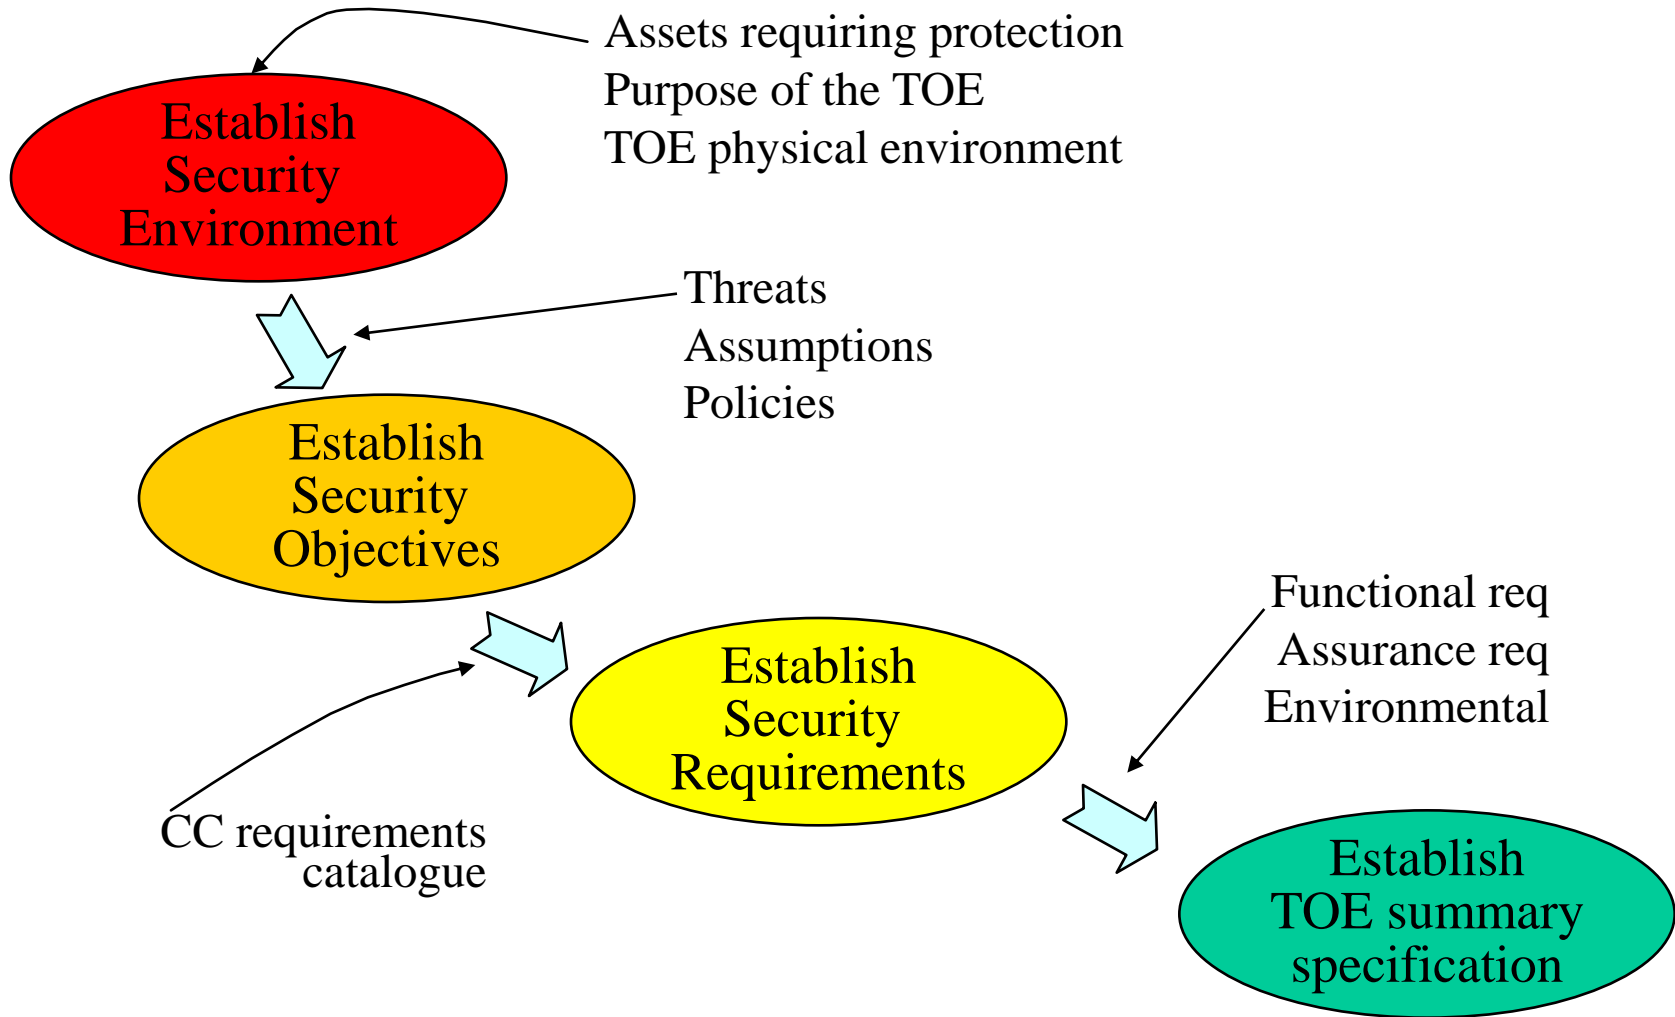 Assets requiring protection
Purpose of the TOE
TOE physical environment
Establish
Security
Environment
Threats
Assumptions
Policies
Establish
Security
Objectives
Functional req
Assurance req
Environmental
Establish
Security
Requirements
CC requirements
catalogue
Establish
TOE summary
specification